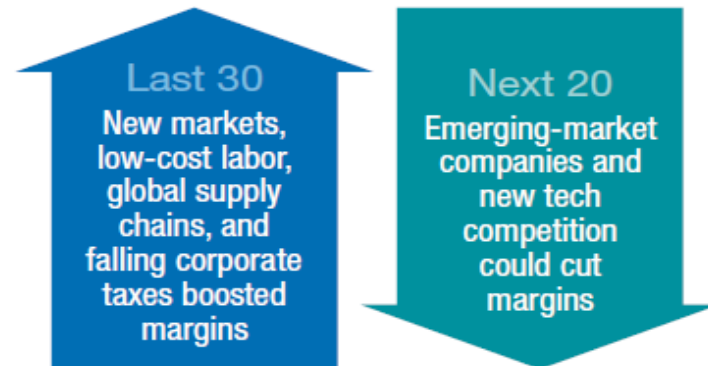 Last 30
New markets,
low-cost labor,
global supply
chains, and
falling corporate
taxes boosted
margins
Next 20
Emerging-market
companies and
new tech
competition
could cut
margins